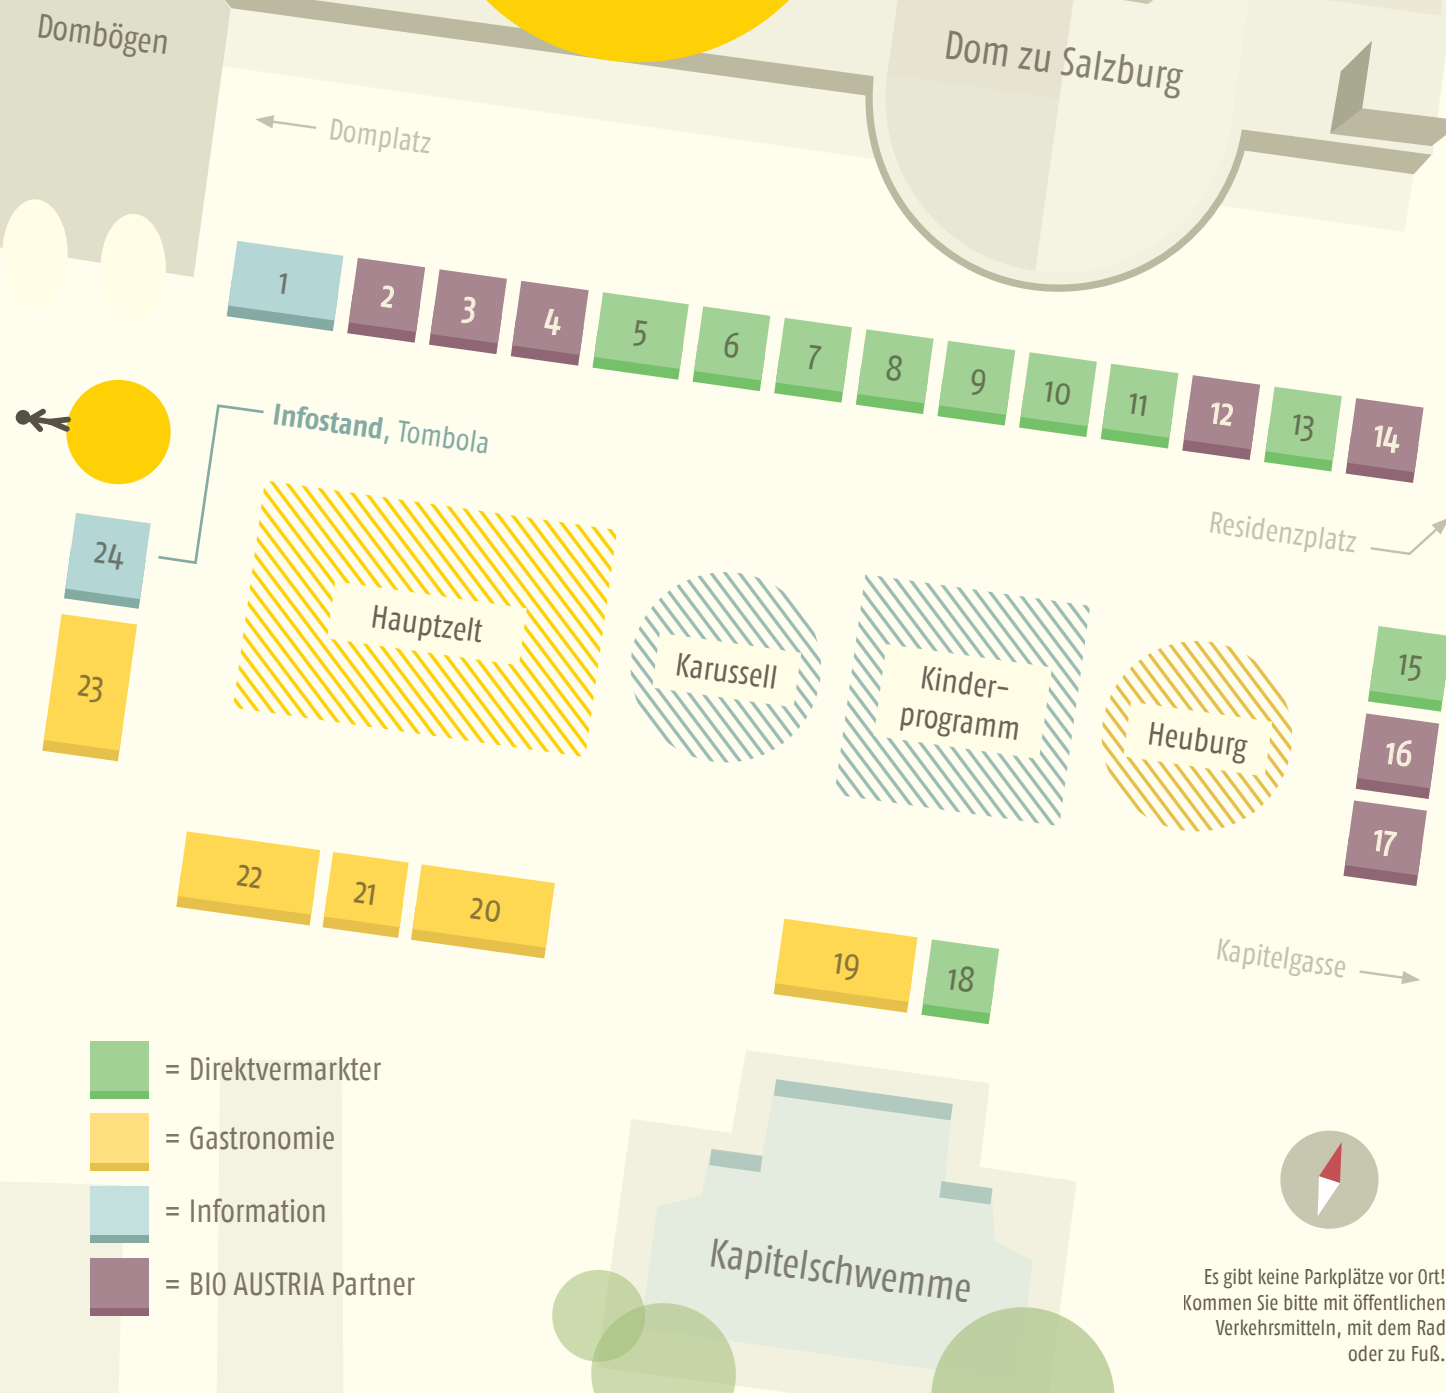 Dombögen
Dom zu Salzburg
Domplatz
1
2
3
4
5
6
7
8
9
10
11
12
13
14
Infostand, Tombola
Residenzplatz
24
23
Hauptzelt
Karussell
Kinder-
programm
Heuburg
15
16
17
22
21
20
19
18
Kapitelgasse
= Direktvermarkter
= Gastronomie
= Information
= BIO AUSTRIA Partner
Kapitelschwemme
Es gibt keine Parkplätze vor Ort!
Kommen Sie bitte mit öffentlichen
Verkehrsmitteln, mit dem Rad
oder zu Fuß.